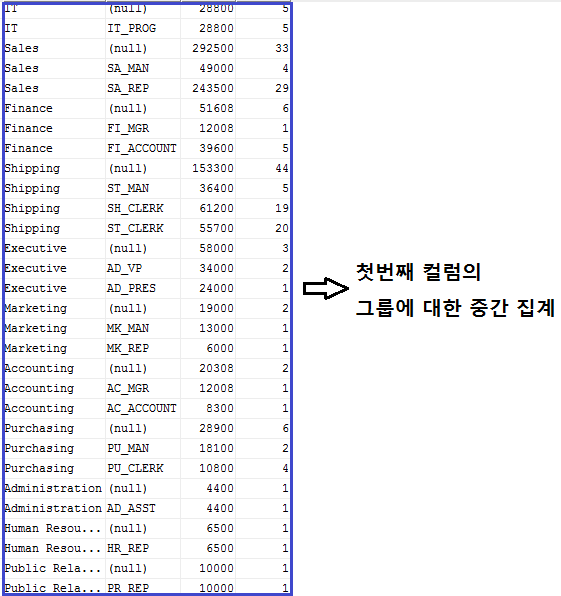 IT (null) 28800 5
IT IT_PROG 28800 5
Sales (null) 292500 33
Sales SA_MAN 49000 4
Sales SA_REP 243500 29
Finance (null) 51608 6
Finance FI_MGR 12008 1
Finance FI_ACCOUNT 39600 5
Shipping (null) 153300 44
Shipping ST_MAN 36400 5
Shipping SH_CLERK 61200 19
Shipping ST_CLERK 55700 20
Executive (null) 58000 3
Executive AD_VP 34000 2
Executive AD_PRES 24000 1
Marketing (null) 19000 2
Marketing MK_MAN 13000 1
Marketing MK_REP 6000 1
Accounting (null) 20308 2
Accounting AC_MGR 12008 1
Accounting AC_ACCOUNT 8300 1
Purchasing (null) 28900 6
Purchasing PU_MAN 18100 2
Purchasing PU_CLERK 10800 4
Administration (null) 4400 1
Administration AD_ASST 4400 1
Human Resou... (null) 6500 1
Human Resou... HR_REP 6500 1
Public Rela... (null) 10000 1
Public Rela... PR_REP 10000 1
첫번째 컬럼의
그룹에 대한 중간 집계